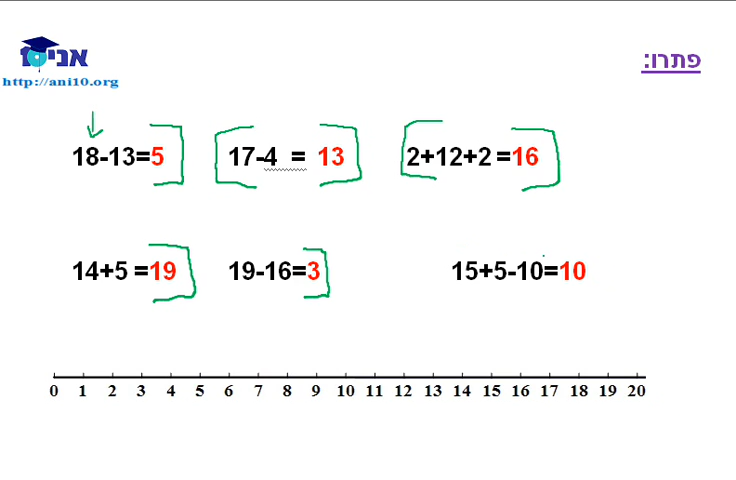 אני10
http://ani10.org
פתרו:
18-13=5 17-4 = 13 2+12+2 =16
14+5 =19 19-16=3 15+5-10=10
0 1 2 3 4 5 6 7 8 9 10 11 12 13 14 15 16 17 18 19 20